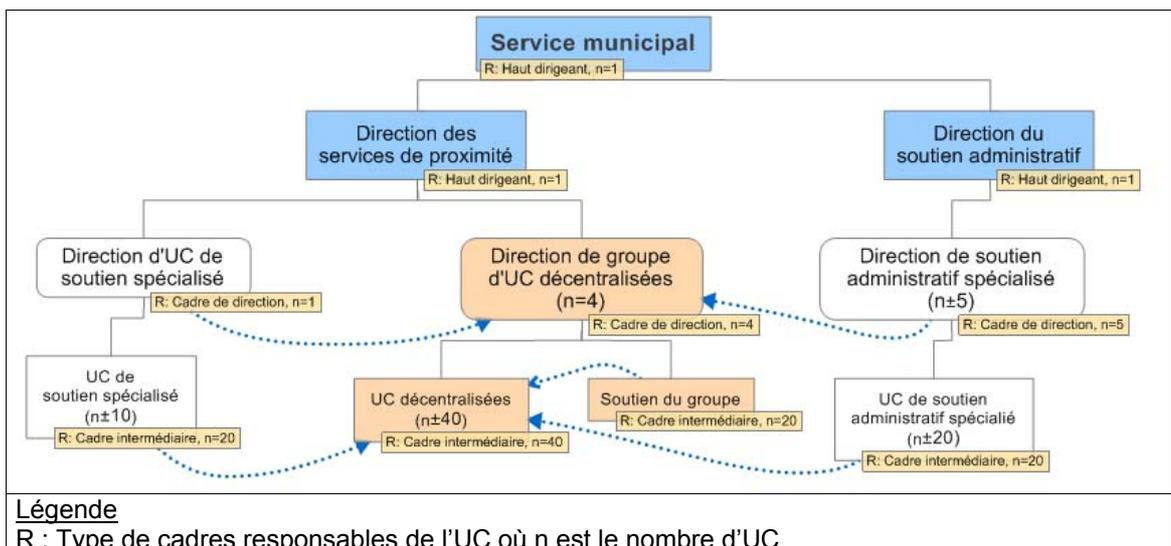 Service municipal
R: Haut dirigeant, n=1
Direction des
services de proximité
R: Haut dirigeant, n=1
Direction du
soutien administratif
R: Haut dirigeant, n=1
Direction d'UC de
soutien spécialisé
R: Cadre de direction, n=1
Direction de groupe
d'UC décentralisées
(n=4)
R: Cadre de direction, n=4
Direction de soutien
administratif spécialisé
(n±5)
R: Cadre de direction, n=5
UC de
soutien spécialisé
(n±10)
R: Cadre intermédiaire, n=20
UC décentralisées
(n±40)
R: Cadre intermédiaire, n=40
Soutien du groupe
R: Cadre intermédiaire, n=20
UC de soutien
administratif spécialié
(n±20)
R: Cadre intermédiaire, n=20
Légende
R : Type de cadres responsables de l'UC où n est le nombre d'UC